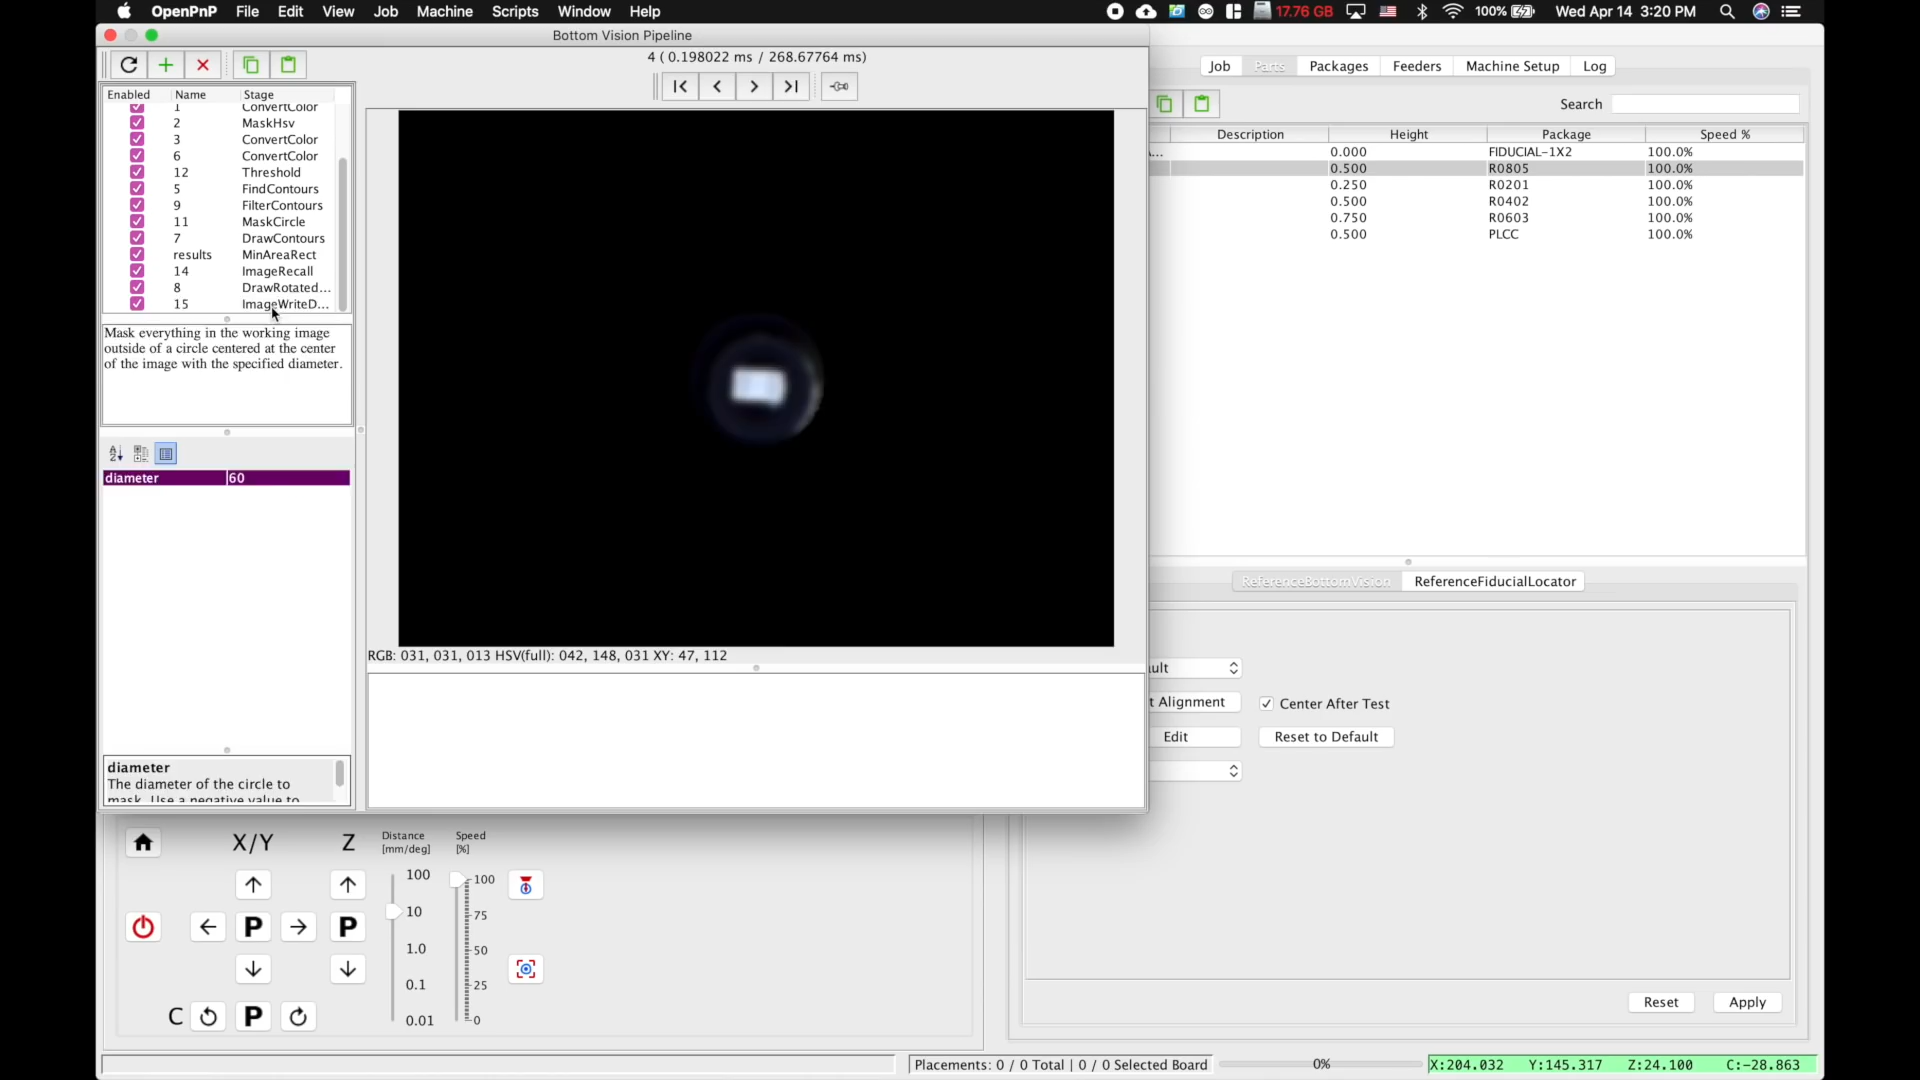 OpenPnP File Edit View Job Machine Scripts Window Help
17.76 GB 100% Wed Apr 14 3:20 PM
Bottom Vision Pipeline
4 ( 0.198022 ms / 268.67764 ms)
Enabled Name Stage
1 ConvertColor
2 MaskHsv
3 ConvertColor
6 ConvertColor
12 Threshold
5 FindContours
9 FilterContours
11 MaskCircle
7 DrawContours
results MinAreaRect
14 ImageRecall
8 DrawRotated...
15 ImageWriteD...
Mask everything in the working image
outside of a circle centered at the center
of the image with the specified diameter.
diameter 60
diameter
The diameter of the circle to
mask. Use a negative value to
RGB: 031, 031, 013 HSV(full): 042, 148, 031 XY: 47, 112
Job Parts Packages Feeders Machine Setup Log
Search
Description Height Package Speed %
... 0.000 FIDUCIAL-1X2 100.0%
0.500 R0805 100.0%
0.250 R0201 100.0%
0.500 R0402 100.0%
0.750 R0603 100.0%
0.500 PLCC 100.0%
ReferenceBottomVision ReferenceFiducialLocator
ult
t Alignment Center After Test
Edit Reset to Default
Reset Apply
X/Y Z Distance [mm/deg] Speed [%]
100 100
10 75
1.0 50
0.1 25
0.01 0
P P
C P
Placements: 0 / 0 Total | 0 / 0 Selected Board 0% X:204.032 Y:145.317 Z:24.100 C:-28.863